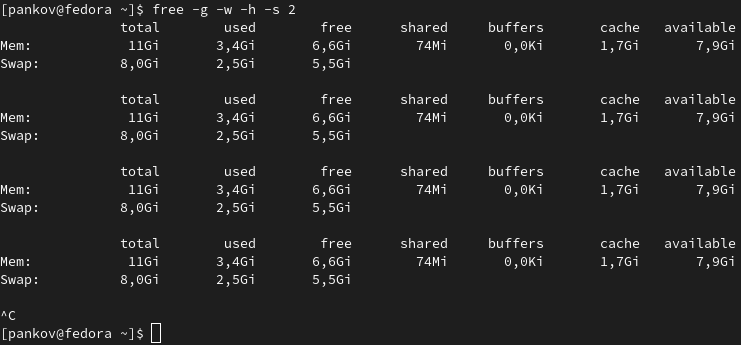 [pankov@fedora ~]$ free -g -w -h -s 2
total used free shared buffers cache available
Mem: 11Gi 3,4Gi 6,6Gi 74Mi 0,0Ki 1,7Gi 7,9Gi
Swap: 8,0Gi 2,5Gi 5,5Gi
total used free shared buffers cache available
Mem: 11Gi 3,4Gi 6,6Gi 74Mi 0,0Ki 1,7Gi 7,9Gi
Swap: 8,0Gi 2,5Gi 5,5Gi
total used free shared buffers cache available
Mem: 11Gi 3,4Gi 6,6Gi 74Mi 0,0Ki 1,7Gi 7,9Gi
Swap: 8,0Gi 2,5Gi 5,5Gi
total used free shared buffers cache available
Mem: 11Gi 3,4Gi 6,6Gi 74Mi 0,0Ki 1,7Gi 7,9Gi
Swap: 8,0Gi 2,5Gi 5,5Gi
^C
[pankov@fedora ~]$